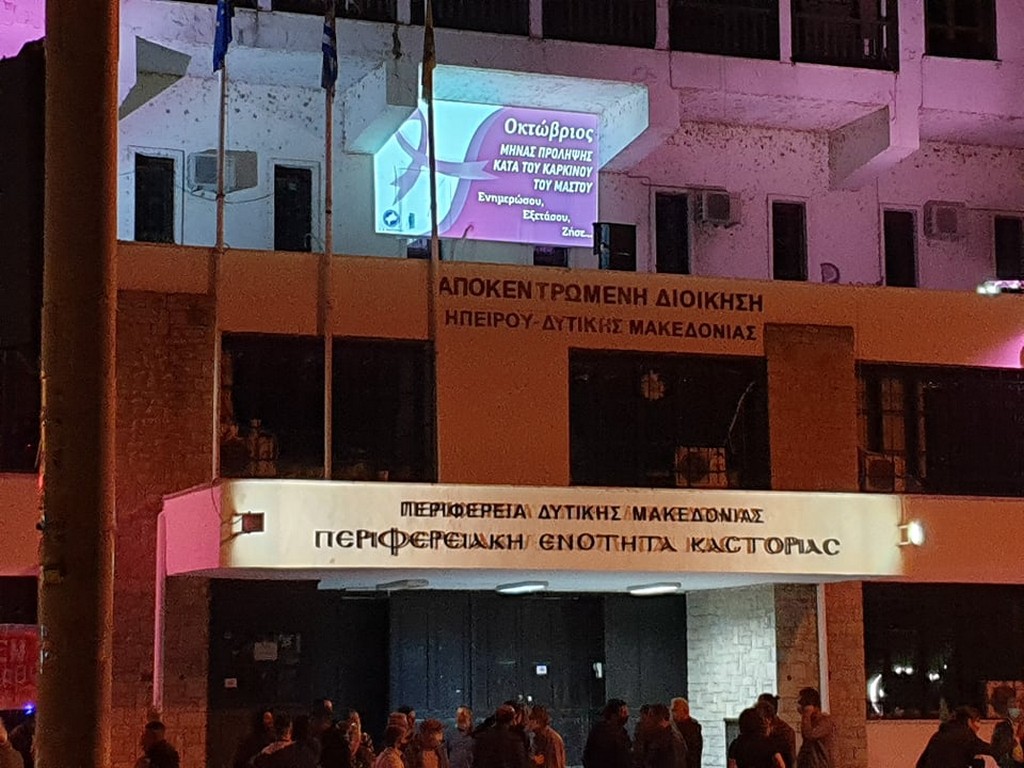 Οκτώβριος
ΜΗΝΑΣ ΠΡΟΛΗΨΗΣ
ΚΑΤΑ ΤΟΥ ΚΑΡΚΙΝΟΥ
ΤΟΥ ΜΑΣΤΟΥ
Ενημερώσου,
Εξετάσου,
Ζήσε...
ΑΠΟΚΕΝΤΡΩΜΕΝΗ ΔΙΟΙΚΗΣΗ
ΗΠΕΙΡΟΥ-ΔΥΤΙΚΗΣ ΜΑΚΕΔΟΝΙΑΣ
ΠΕΡΙΦΕΡΕΙΑ ΔΥΤΙΚΗΣ ΜΑΚΕΔΟΝΙΑΣ
ΠΕΡΙΦΕΡΕΙΑΚΗ ΕΝΟΤΗΤΑ ΚΑCΤΟΡΙΑC